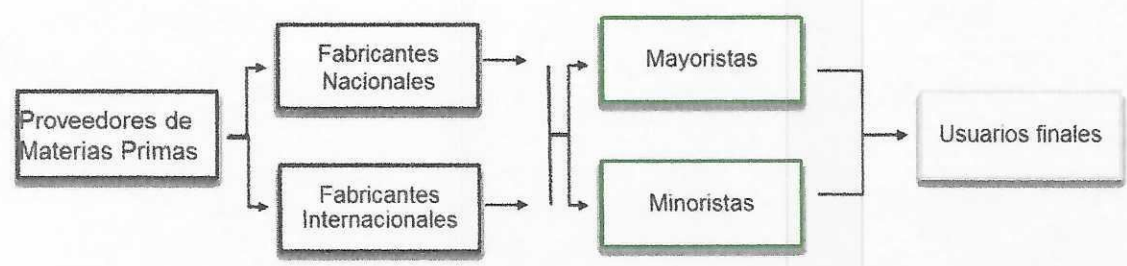 Proveedores de
Materias Primas
Fabricantes
Nacionales
Fabricantes
Internacionales
Mayoristas
Minoristas
Usuarios finales